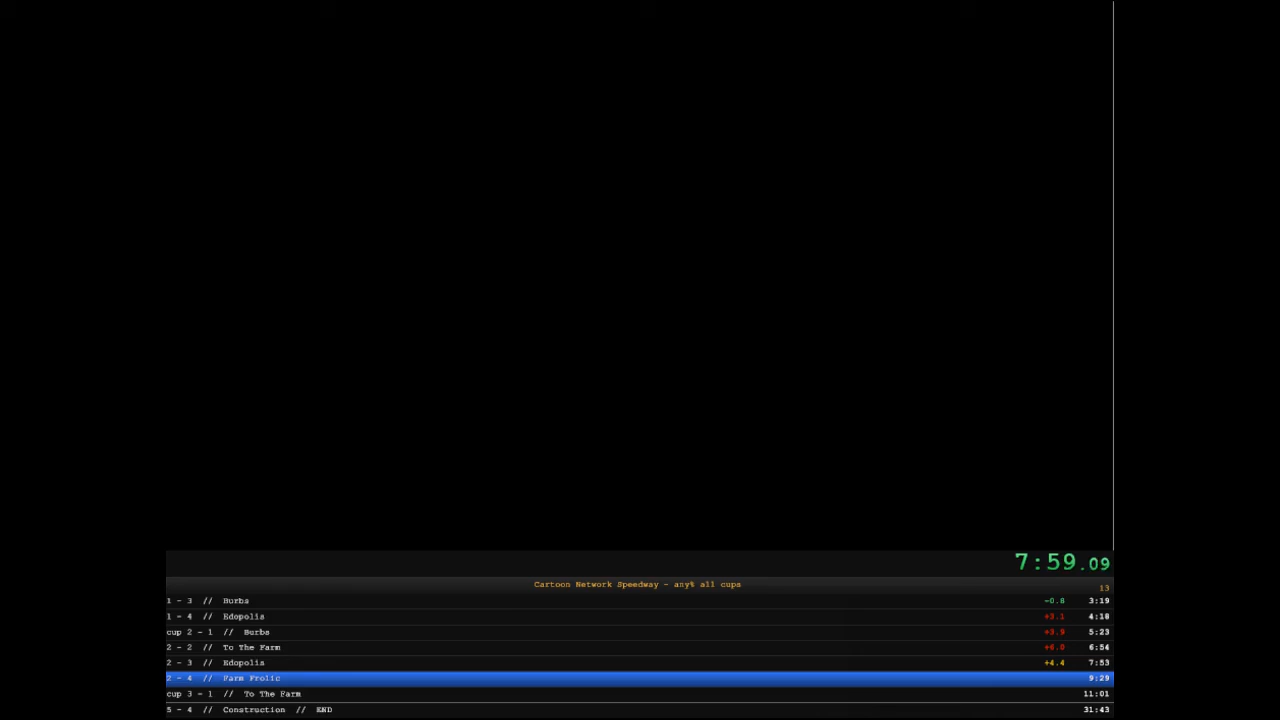 7:59.09
Cartoon Network Speedway - any% all cups
13
1 - 3 // Burbs -0.8 3:19
1 - 4 // Edopolis +3.1 4:18
cup 2 - 1 // Burbs +3.9 5:23
2 - 2 // To The Farm +6.0 6:54
2 - 3 // Edopolis +4.4 7:53
2 - 4 // Farm Frolic 9:29
cup 3 - 1 // To The Farm 11:01
5 - 4 // Construction // END 31:43